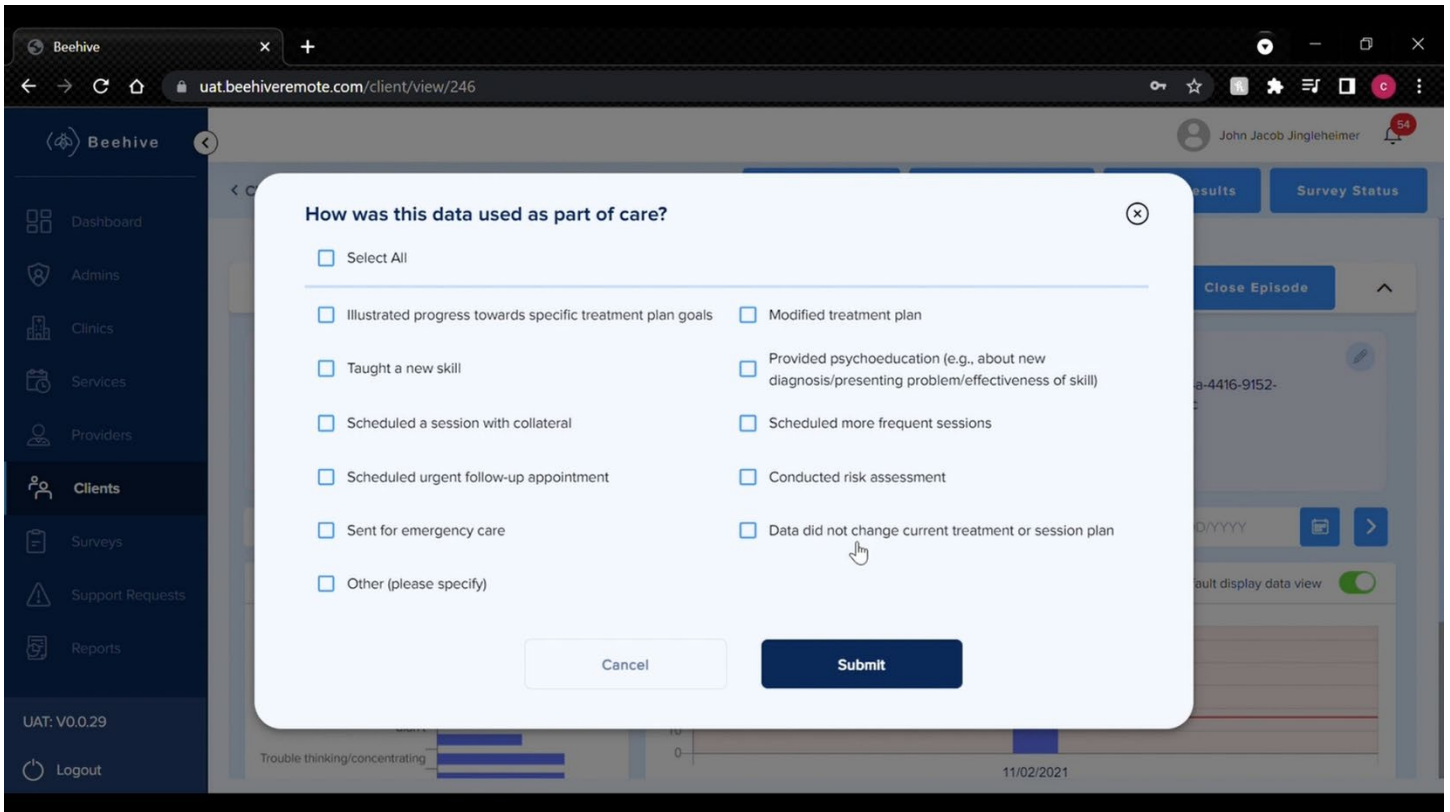 Beehive
uat.beehiveremote.com/client/view/246
c
Beehive
John Jacob Jingleheimer
54
Survey Status
Dashboard
How was this data used as part of care?
Select All
Admins
Close Episode
Illustrated progress towards specific treatment plan goals
Modified treatment plan
Clinics
Taught a new skill
Provided psychoeducation (e.g., about new
diagnosis/presenting problem/effectiveness of skill)
Services
a-4416-9152-
Scheduled a session with collateral
Scheduled more frequent sessions
Providers
Scheduled urgent follow-up appointment
Conducted risk assessment
Clients
Sent for emergency care
Data did not change current treatment or session plan
D/YYYY
Surveys
Other (please specify)
ault display data view
Support Requests
Reports
Cancel
Submit
UAT: V0.0.29
Trouble thinking/concentrating
0
11/02/2021
Logout